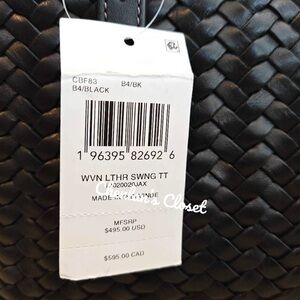 CBF83 B4/BK
B4/BLACK
1 96395 82692 6
WVN LTHR SWNG TT
MADE IN
Closet
MFSRP
$495.00 USD
$595.00 CAD